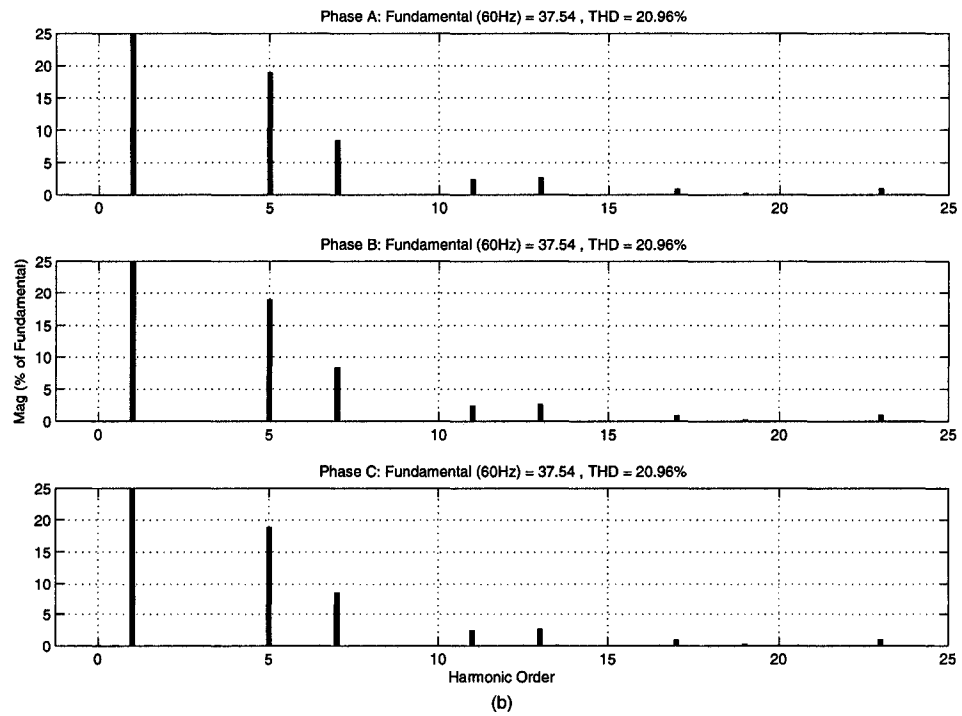 Phase A: Fundamental (60Hz) = 37.54 , THD = 20.96%
25
20
15
10
5
0
0 5 10 15 20 25
Phase B: Fundamental (60Hz) = 37.54 , THD = 20.96%
Mag (% of Fundamental)
25
20
15
10
5
0
0 5 10 15 20 25
Phase C: Fundamental (60Hz) = 37.54 , THD = 20.96%
25
20
15
10
5
0
0 5 10 15 20 25
Harmonic Order
(b)